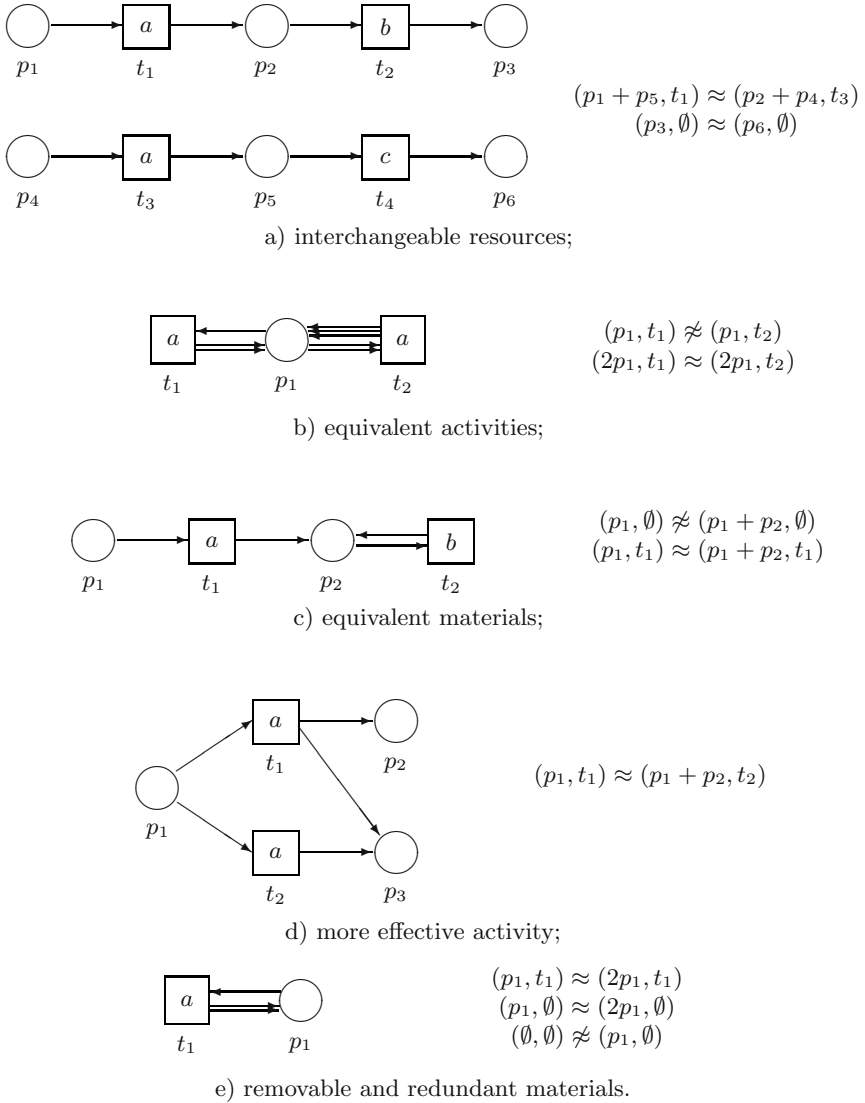 a b
p₁ t₁ p₂ t₂ p₃
(p₁ + p₅, t₁) ≈ (p₂ + p₄, t₃)
(p₃, ∅) ≈ (p₆, ∅)
a c
p₄ t₃ p₅ t₄ p₆
a) interchangeable resources;
a a
t₁ p₁ t₂
(p₁, t₁) ≉ (p₁, t₂)
(2p₁, t₁) ≈ (2p₁, t₂)
b) equivalent activities;
a b
p₁ t₁ p₂ t₂
(p₁, ∅) ≉ (p₁ + p₂, ∅)
(p₁, t₁) ≈ (p₁ + p₂, t₁)
c) equivalent materials;
a
t₁ p₂
(p₁, t₁) ≈ (p₁ + p₂, t₂)
p₁
a
t₂ p₃
d) more effective activity;
a
t₁ p₁
(p₁, t₁) ≈ (2p₁, t₁)
(p₁, ∅) ≈ (2p₁, ∅)
(∅, ∅) ≉ (p₁, ∅)
e) removable and redundant materials.